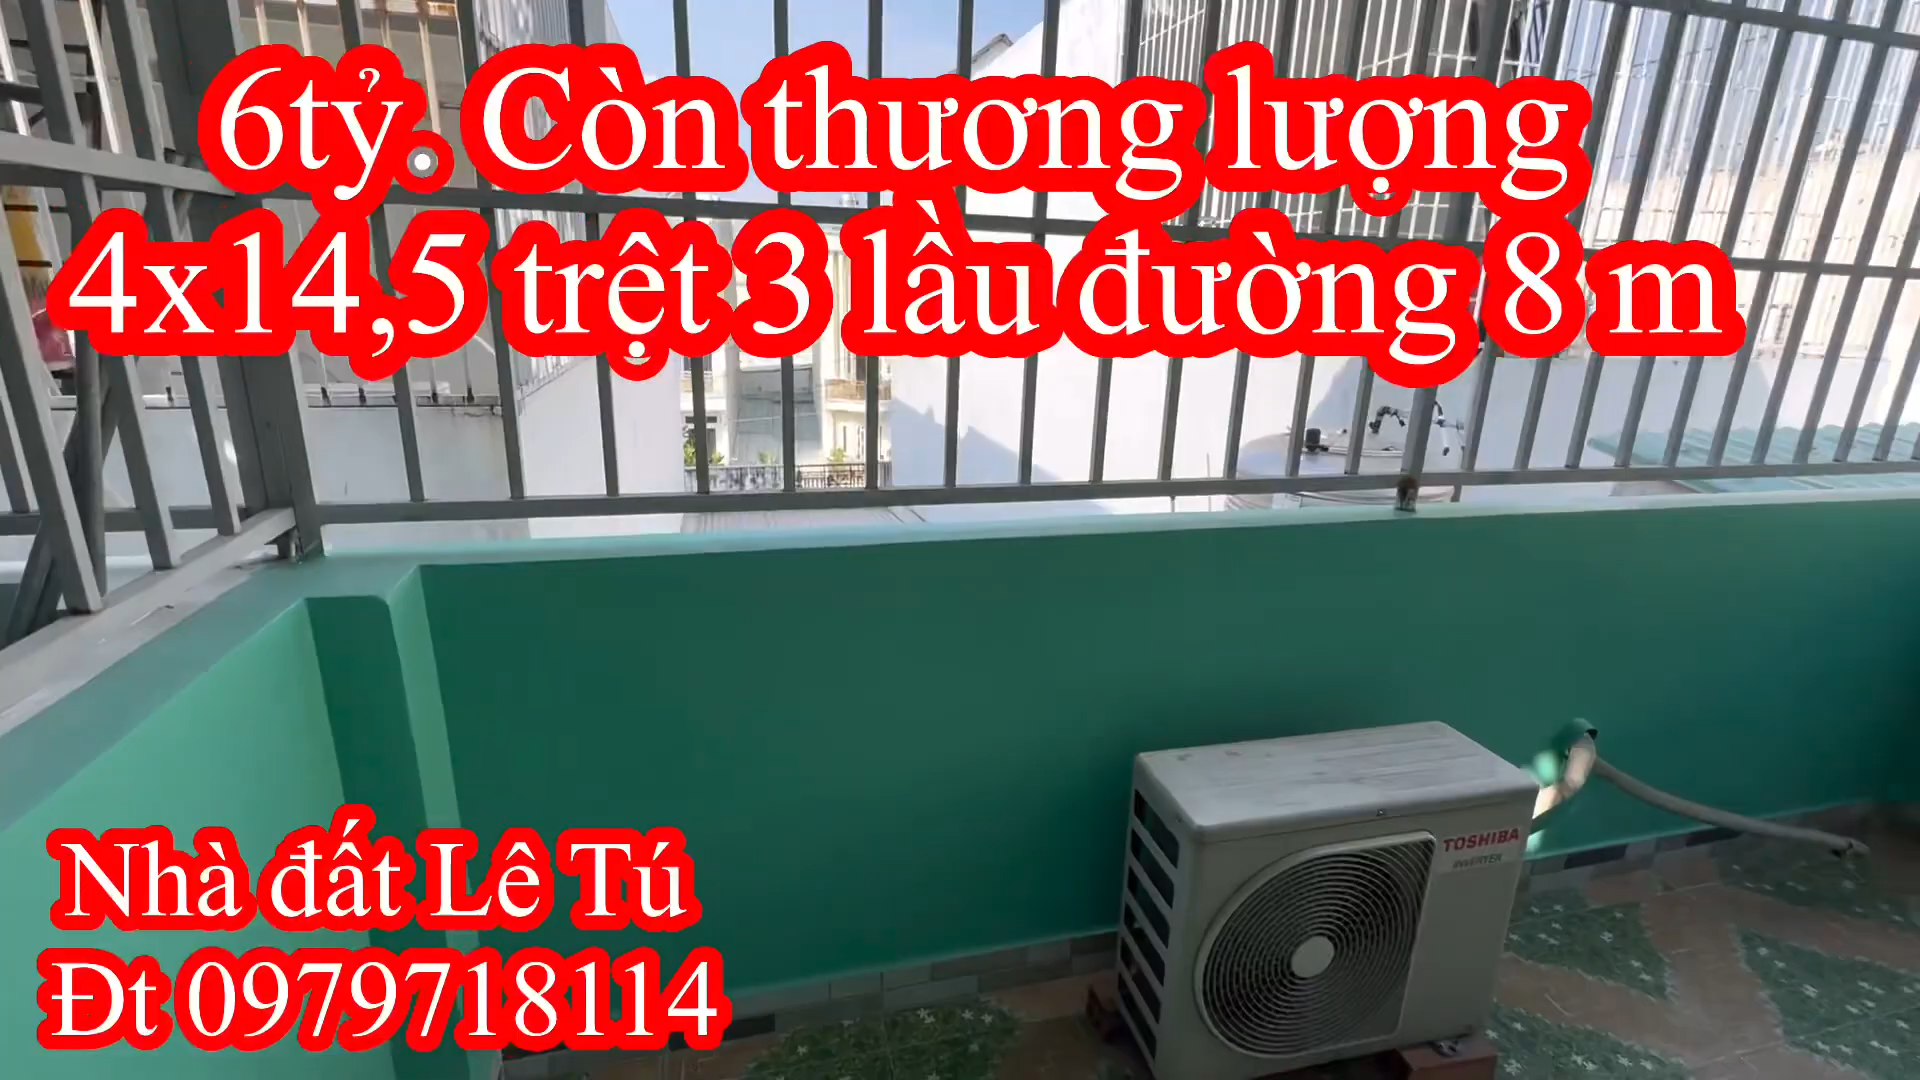 6tỷ. Còn thương lượng
4x14,5 trệt 3 lầu đường 8 m
TOSHIBA
INVERTER
Nhà đất Lê Tú
Đt 0979718114